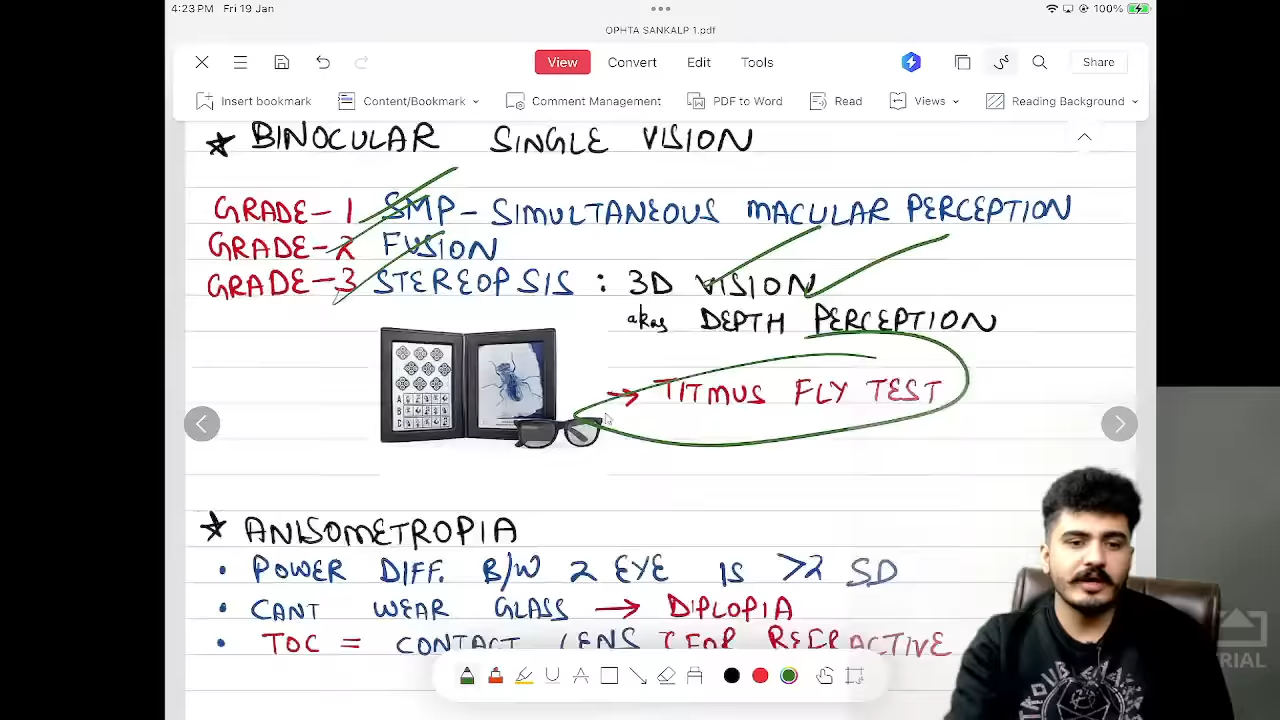 4:23 PM Fri 19 Jan
100%
OPHTA SANKALP 1.pdf
View Convert Edit Tools Share
Insert bookmark Content/Bookmark Comment Management PDF to Word Read Views Reading Background
BINOCULAR SINGLE VISION
GRADE-1 SMP - SIMULTANEOUS MACULAR PERCEPTION
GRADE-2 FUSION
GRADE-3 STEREOPSIS : 3D VISION
akas DEPTH PERCEPTION
A
B
C
→ TITMUS FLY TEST
ANISOMETROPIA
• POWER DIFF. B/W 2 EYE IS >2 SD
• CANT WEAR GLASS → DIPLOPIA
• TOC = CONTACT LENS (FOR REFRACTIVE
RIAL